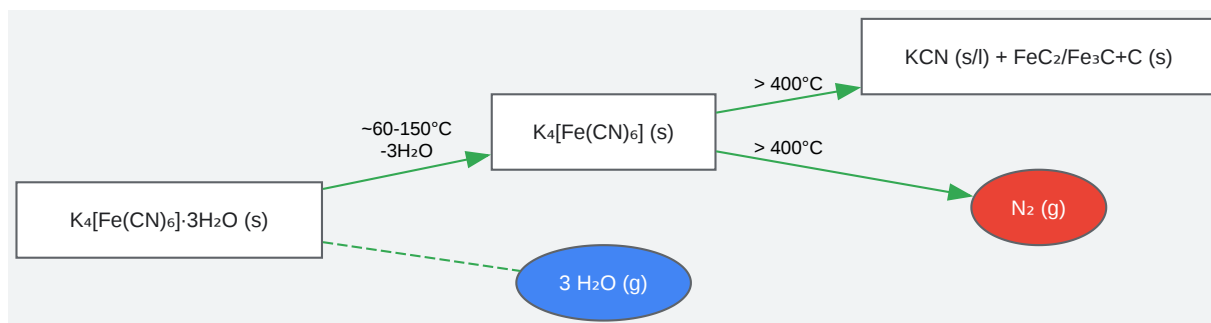 KCN (s/l) + FeC₂/Fe₃C+C (s)
> 400°C
~60-150°C
-3H₂O
K₄[Fe(CN)₆] (s)
> 400°C
K₄[Fe(CN)₆]·3H₂O (s)
N₂ (g)
3 H₂O (g)